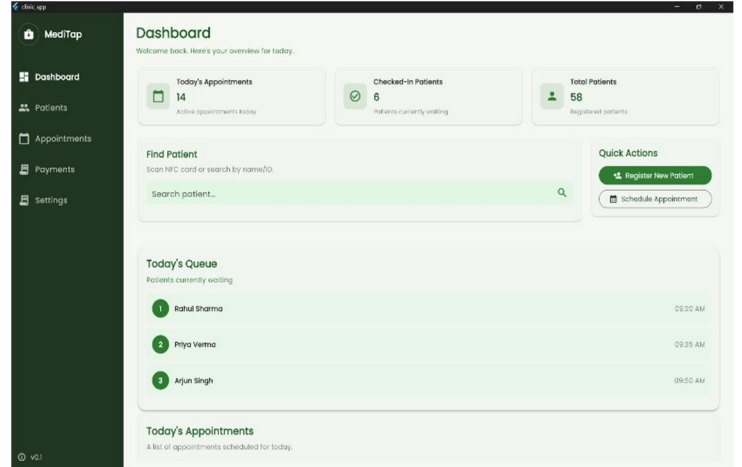 clinic app
MediTap
Dashboard
Patients
Appointments
Payments
Settings
v0.1
Dashboard
Welcome back. Here's your overview for today.
Today's Appointments
14
Active appointments today
Checked-In Patients
6
Patients currently waiting
Total Patients
58
Registered patients
Find Patient
Scan NFC card or search by name/ID.
Search patient...
Quick Actions
Register New Patient
Schedule Appointment
Today's Queue
Patients currently waiting
1 Rahul Sharma 09:20 AM
2 Priya Verma 09:35 AM
3 Arjun Singh 09:50 AM
Today's Appointments
A list of appointments scheduled for today.